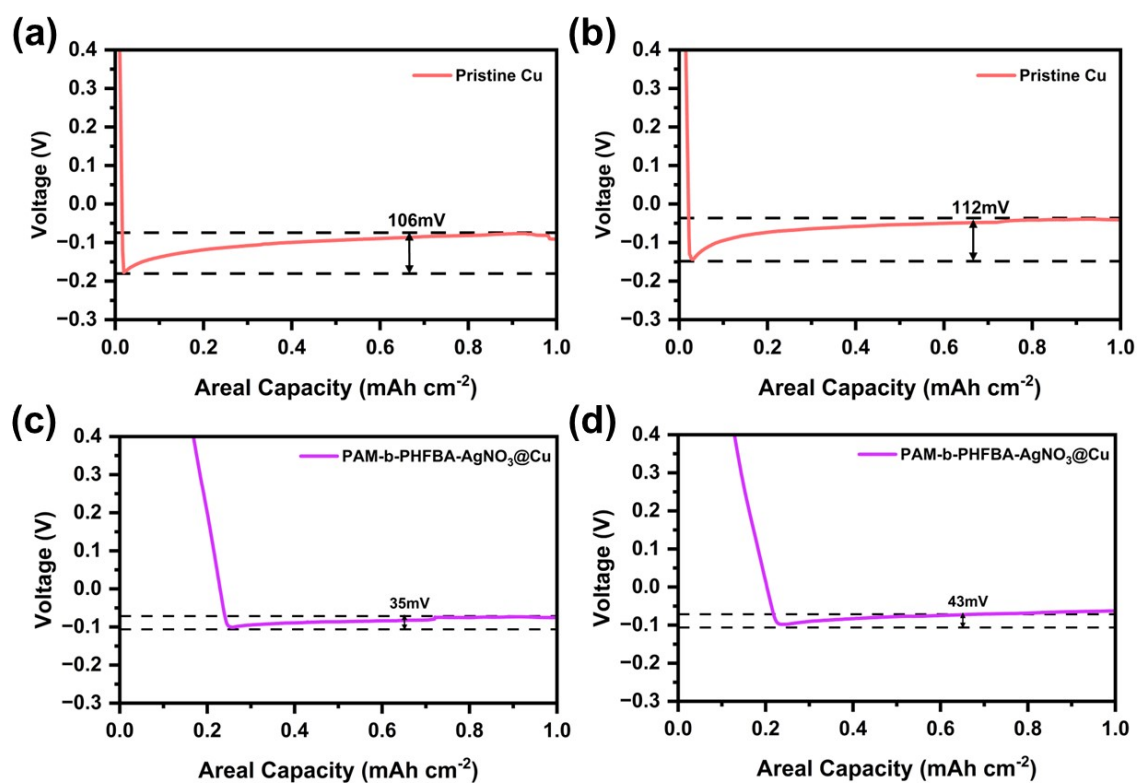 (a)
0.4
0.3
0.2
0.1
0.0
−0.1
−0.2
−0.3
Voltage (V)
Pristine Cu
106mV
0.0 0.2 0.4 0.6 0.8 1.0
Areal Capacity (mAh cm⁻²)
(b)
0.4
0.3
0.2
0.1
0.0
−0.1
−0.2
−0.3
Voltage (V)
Pristine Cu
112mV
0.0 0.2 0.4 0.6 0.8 1.0
Areal Capacity (mAh cm⁻²)
(c)
0.4
0.3
0.2
0.1
0.0
−0.1
−0.2
−0.3
Voltage (V)
PAM-b-PHFBA-AgNO₃@Cu
35mV
0.0 0.2 0.4 0.6 0.8 1.0
Areal Capacity (mAh cm⁻²)
(d)
0.4
0.3
0.2
0.1
0.0
−0.1
−0.2
−0.3
Voltage (V)
PAM-b-PHFBA-AgNO₃@Cu
43mV
0.0 0.2 0.4 0.6 0.8 1.0
Areal Capacity (mAh cm⁻²)